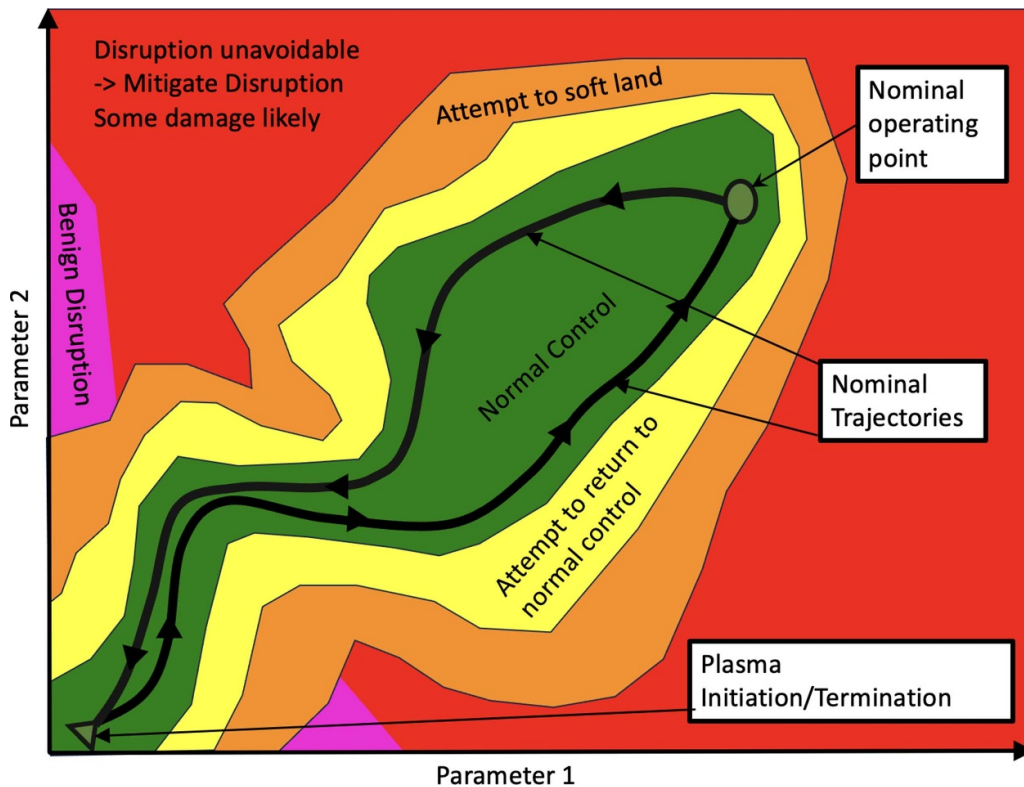 Disruption unavoidable
-> Mitigate Disruption
Some damage likely
Attempt to soft land
Nominal
operating
point
Benign Disruption
Parameter 2
Normal Control
Nominal
Trajectories
Attempt to return to
normal control
Plasma
Initiation/Termination
Parameter 1